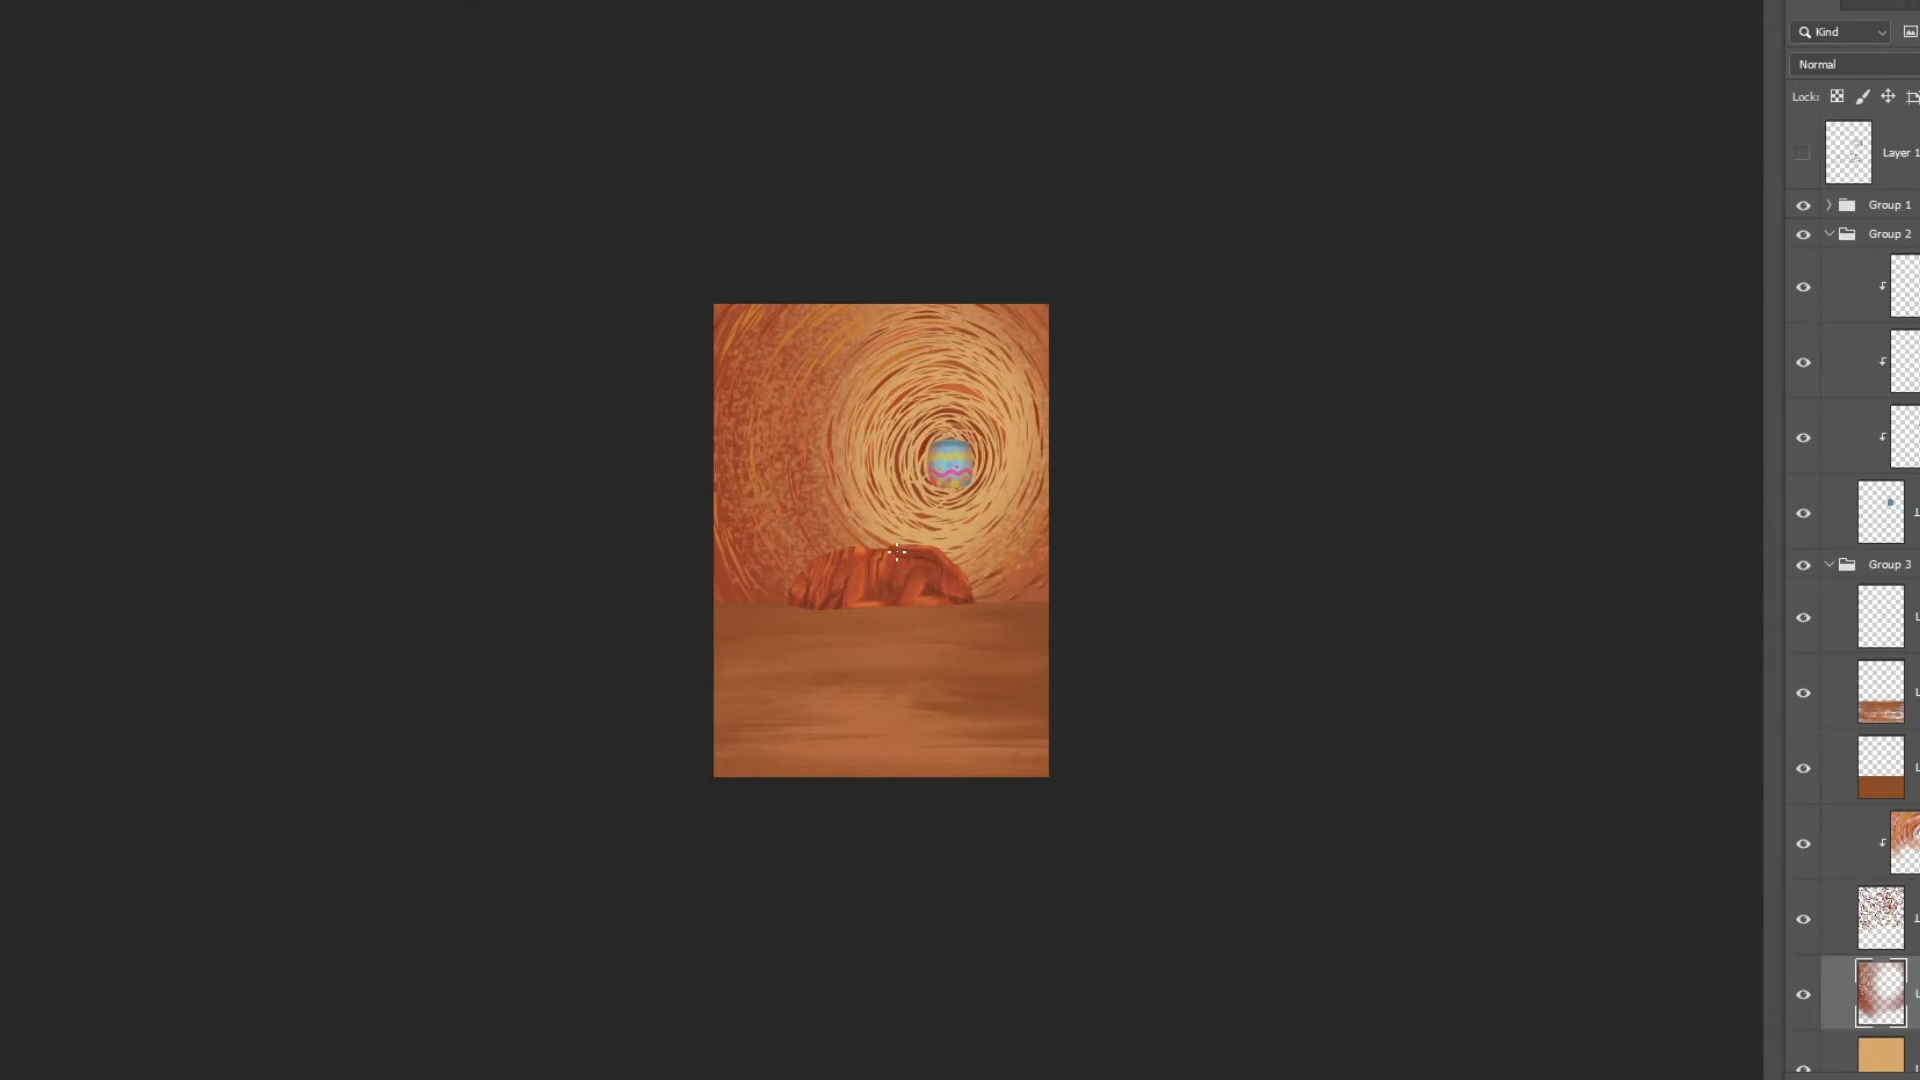 Kind
Normal
Lock:
Layer 1
Group 1
Group 2
Group 3